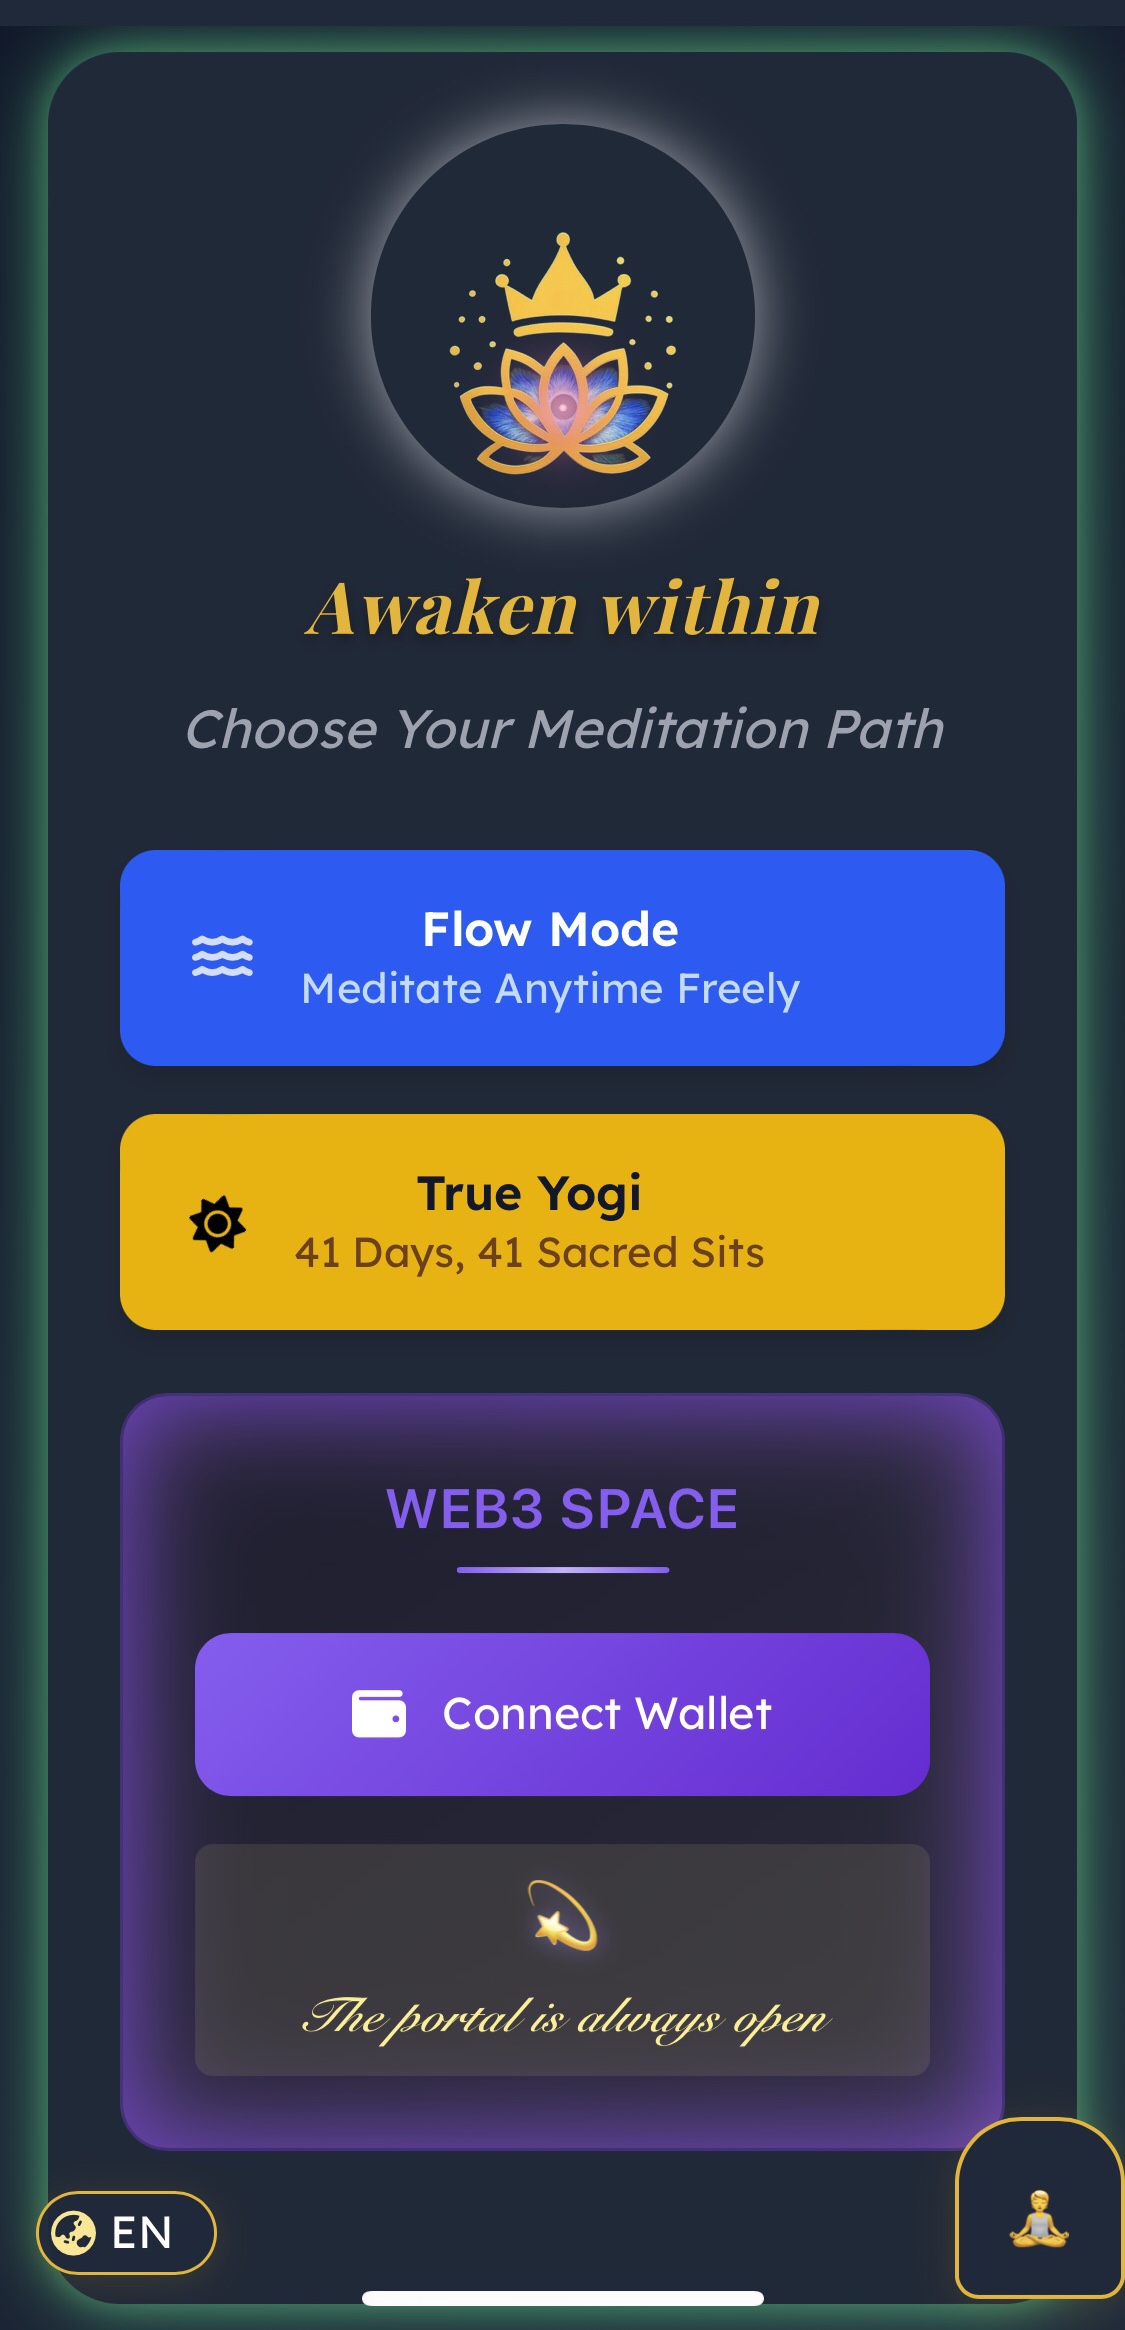 Awaken within
Choose Your Meditation Path
Flow Mode
Meditate Anytime Freely
True Yogi
41 Days, 41 Sacred Sits
WEB3 SPACE
Connect Wallet
The portal is always open
EN